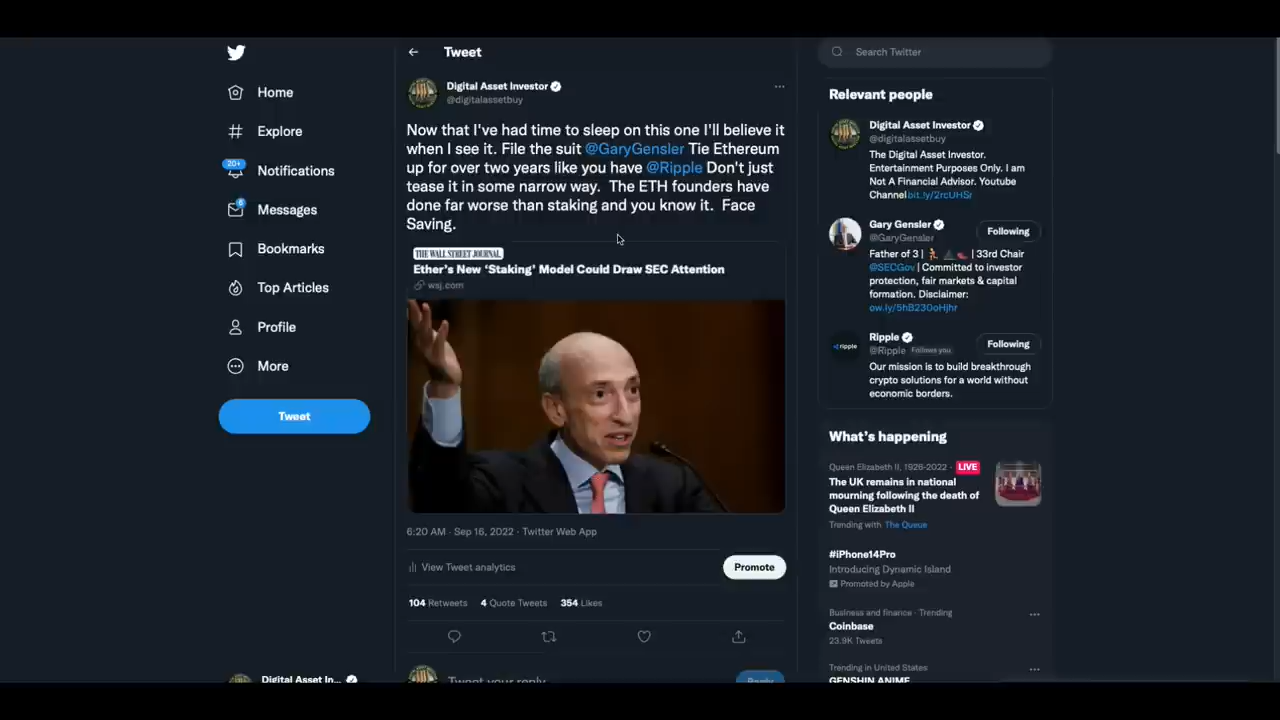 Home
Explore
20+
Notifications
6
Messages
Bookmarks
Top Articles
Profile
More
Tweet
Digital Asset In...
Tweet
Digital Asset Investor
@digitalassetbuy
Now that I've had time to sleep on this one I'll believe it
when I see it. File the suit @GaryGensler Tie Ethereum
up for over two years like you have @Ripple Don't just
tease it in some narrow way. The ETH founders have
done far worse than staking and you know it. Face
Saving.
THE WALL STREET JOURNAL
Ether's New 'Staking' Model Could Draw SEC Attention
wsj.com
6:20 AM · Sep 16, 2022 · Twitter Web App
View Tweet analytics
Promote
104 Retweets 4 Quote Tweets 354 Likes
Tweet your reply
Reply
Search Twitter
Relevant people
Digital Asset Investor
@digitalassetbuy
The Digital Asset Investor.
Entertainment Purposes Only. I am
Not A Financial Advisor. Youtube
Channel bit.ly/2rcUHSr
Gary Gensler
@GaryGensler
Following
Father of 3 | | 33rd Chair
@SECGov | Committed to investor
protection, fair markets & capital
formation. Disclaimer:
ow.ly/5hB230oHjhr
ripple
Ripple
@Ripple Follows you
Following
Our mission is to build breakthrough
crypto solutions for a world without
economic borders.
What's happening
Queen Elizabeth II, 1926-2022 · LIVE
The UK remains in national
mourning following the death of
Queen Elizabeth II
Trending with The Queue
#iPhone14Pro
Introducing Dynamic Island
Promoted by Apple
Business and finance · Trending
Coinbase
23.9K Tweets
Trending in United States
GENSHIN ANIME